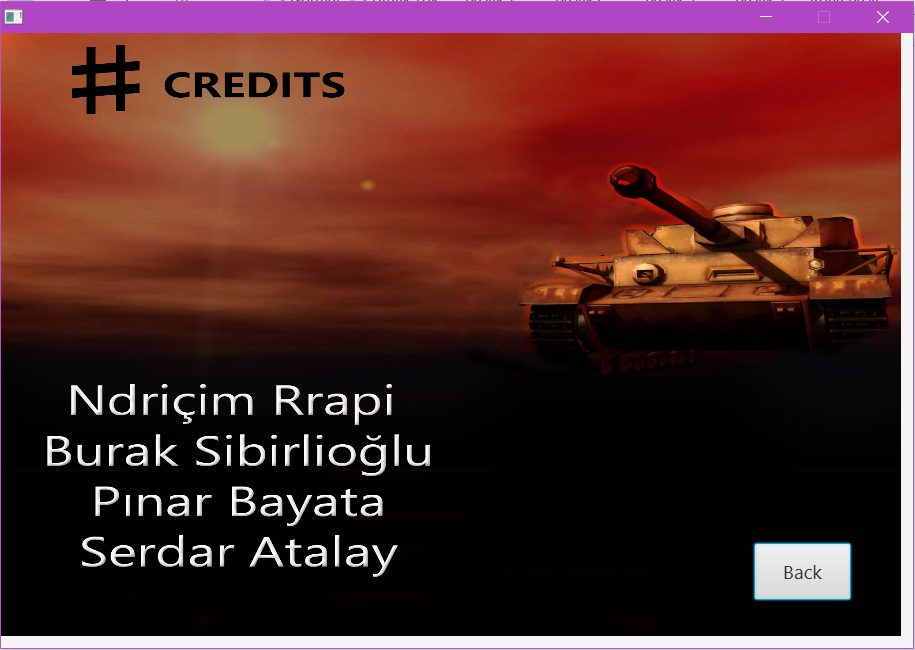 # CREDITS
Ndriçim Rrapi
Burak Sibirlioğlu
Pınar Bayata
Serdar Atalay
Back